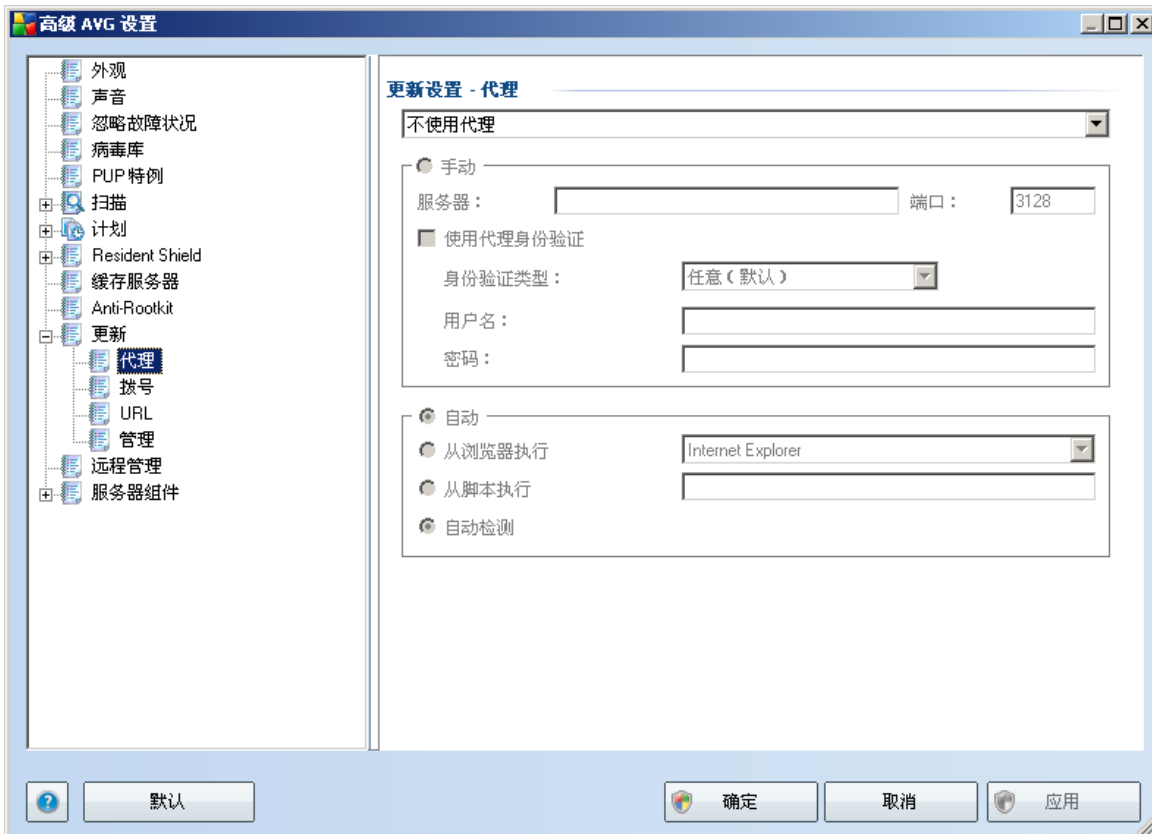 高级 AVG 设置
外观
声音
忽略故障状况
病毒库
PUP 特例
扫描
计划
Resident Shield
缓存服务器
Anti-Rootkit
更新
代理
拨号
URL
管理
远程管理
服务器组件
更新设置 - 代理
不使用代理
手动
服务器： 端口： 3128
使用代理身份验证
身份验证类型： 任意（默认）
用户名：
密码：
自动
从浏览器执行 Internet Explorer
从脚本执行
自动检测
默认 确定 取消 应用